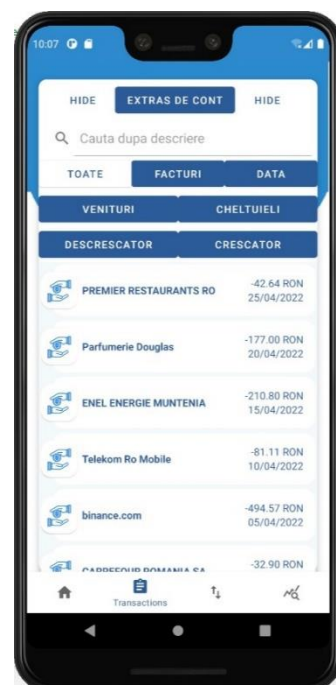 10:07
HIDE EXTRAS DE CONT HIDE
Cauta dupa descriere
TOATE FACTURI DATA
VENITURI CHELTUIELI
DESCRESCATOR CRESCATOR
PREMIER RESTAURANTS RO -42.64 RON
25/04/2022
Parfumerie Douglas -177.00 RON
20/04/2022
ENEL ENERGIE MUNTENIA -210.80 RON
15/04/2022
Telekom Ro Mobile -81.11 RON
10/04/2022
binance.com -494.57 RON
05/04/2022
CARREFOUR ROMANIA SA -32.90 RON
Transactions